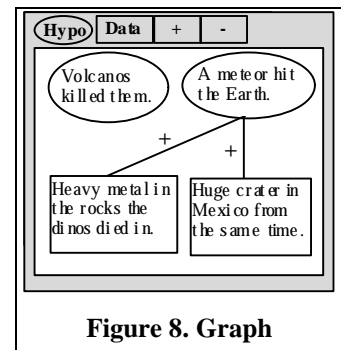 Hypo Data + -
Volcanos
killed them.
A meteor hit
the Earth.
+
+
Heavy metal in
the rocks the
dinos died in.
Huge crater in
Mexico from
the same time.
Figure 8. Graph